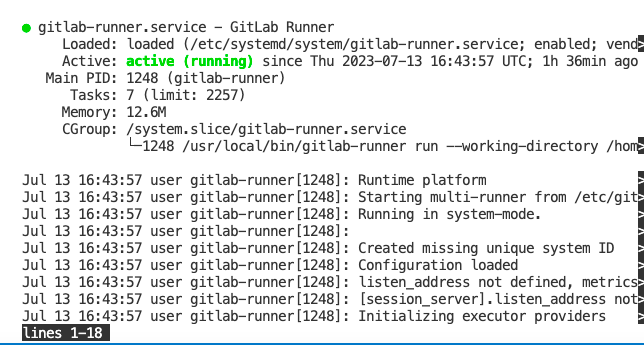 ● gitlab-runner.service - GitLab Runner
Loaded: loaded (/etc/systemd/system/gitlab-runner.service; enabled; vend>
Active: active (running) since Thu 2023-07-13 16:43:57 UTC; 1h 36min ago
Main PID: 1248 (gitlab-runner)
Tasks: 7 (limit: 2257)
Memory: 12.6M
CGroup: /system.slice/gitlab-runner.service
└─1248 /usr/local/bin/gitlab-runner run --working-directory /hom>
Jul 13 16:43:57 user gitlab-runner[1248]: Runtime platform >
Jul 13 16:43:57 user gitlab-runner[1248]: Starting multi-runner from /etc/git>
Jul 13 16:43:57 user gitlab-runner[1248]: Running in system-mode.
Jul 13 16:43:57 user gitlab-runner[1248]:
Jul 13 16:43:57 user gitlab-runner[1248]: Created missing unique system ID >
Jul 13 16:43:57 user gitlab-runner[1248]: Configuration loaded >
Jul 13 16:43:57 user gitlab-runner[1248]: listen_address not defined, metrics>
Jul 13 16:43:57 user gitlab-runner[1248]: [session_server].listen_address not>
Jul 13 16:43:57 user gitlab-runner[1248]: Initializing executor providers >
lines 1-18